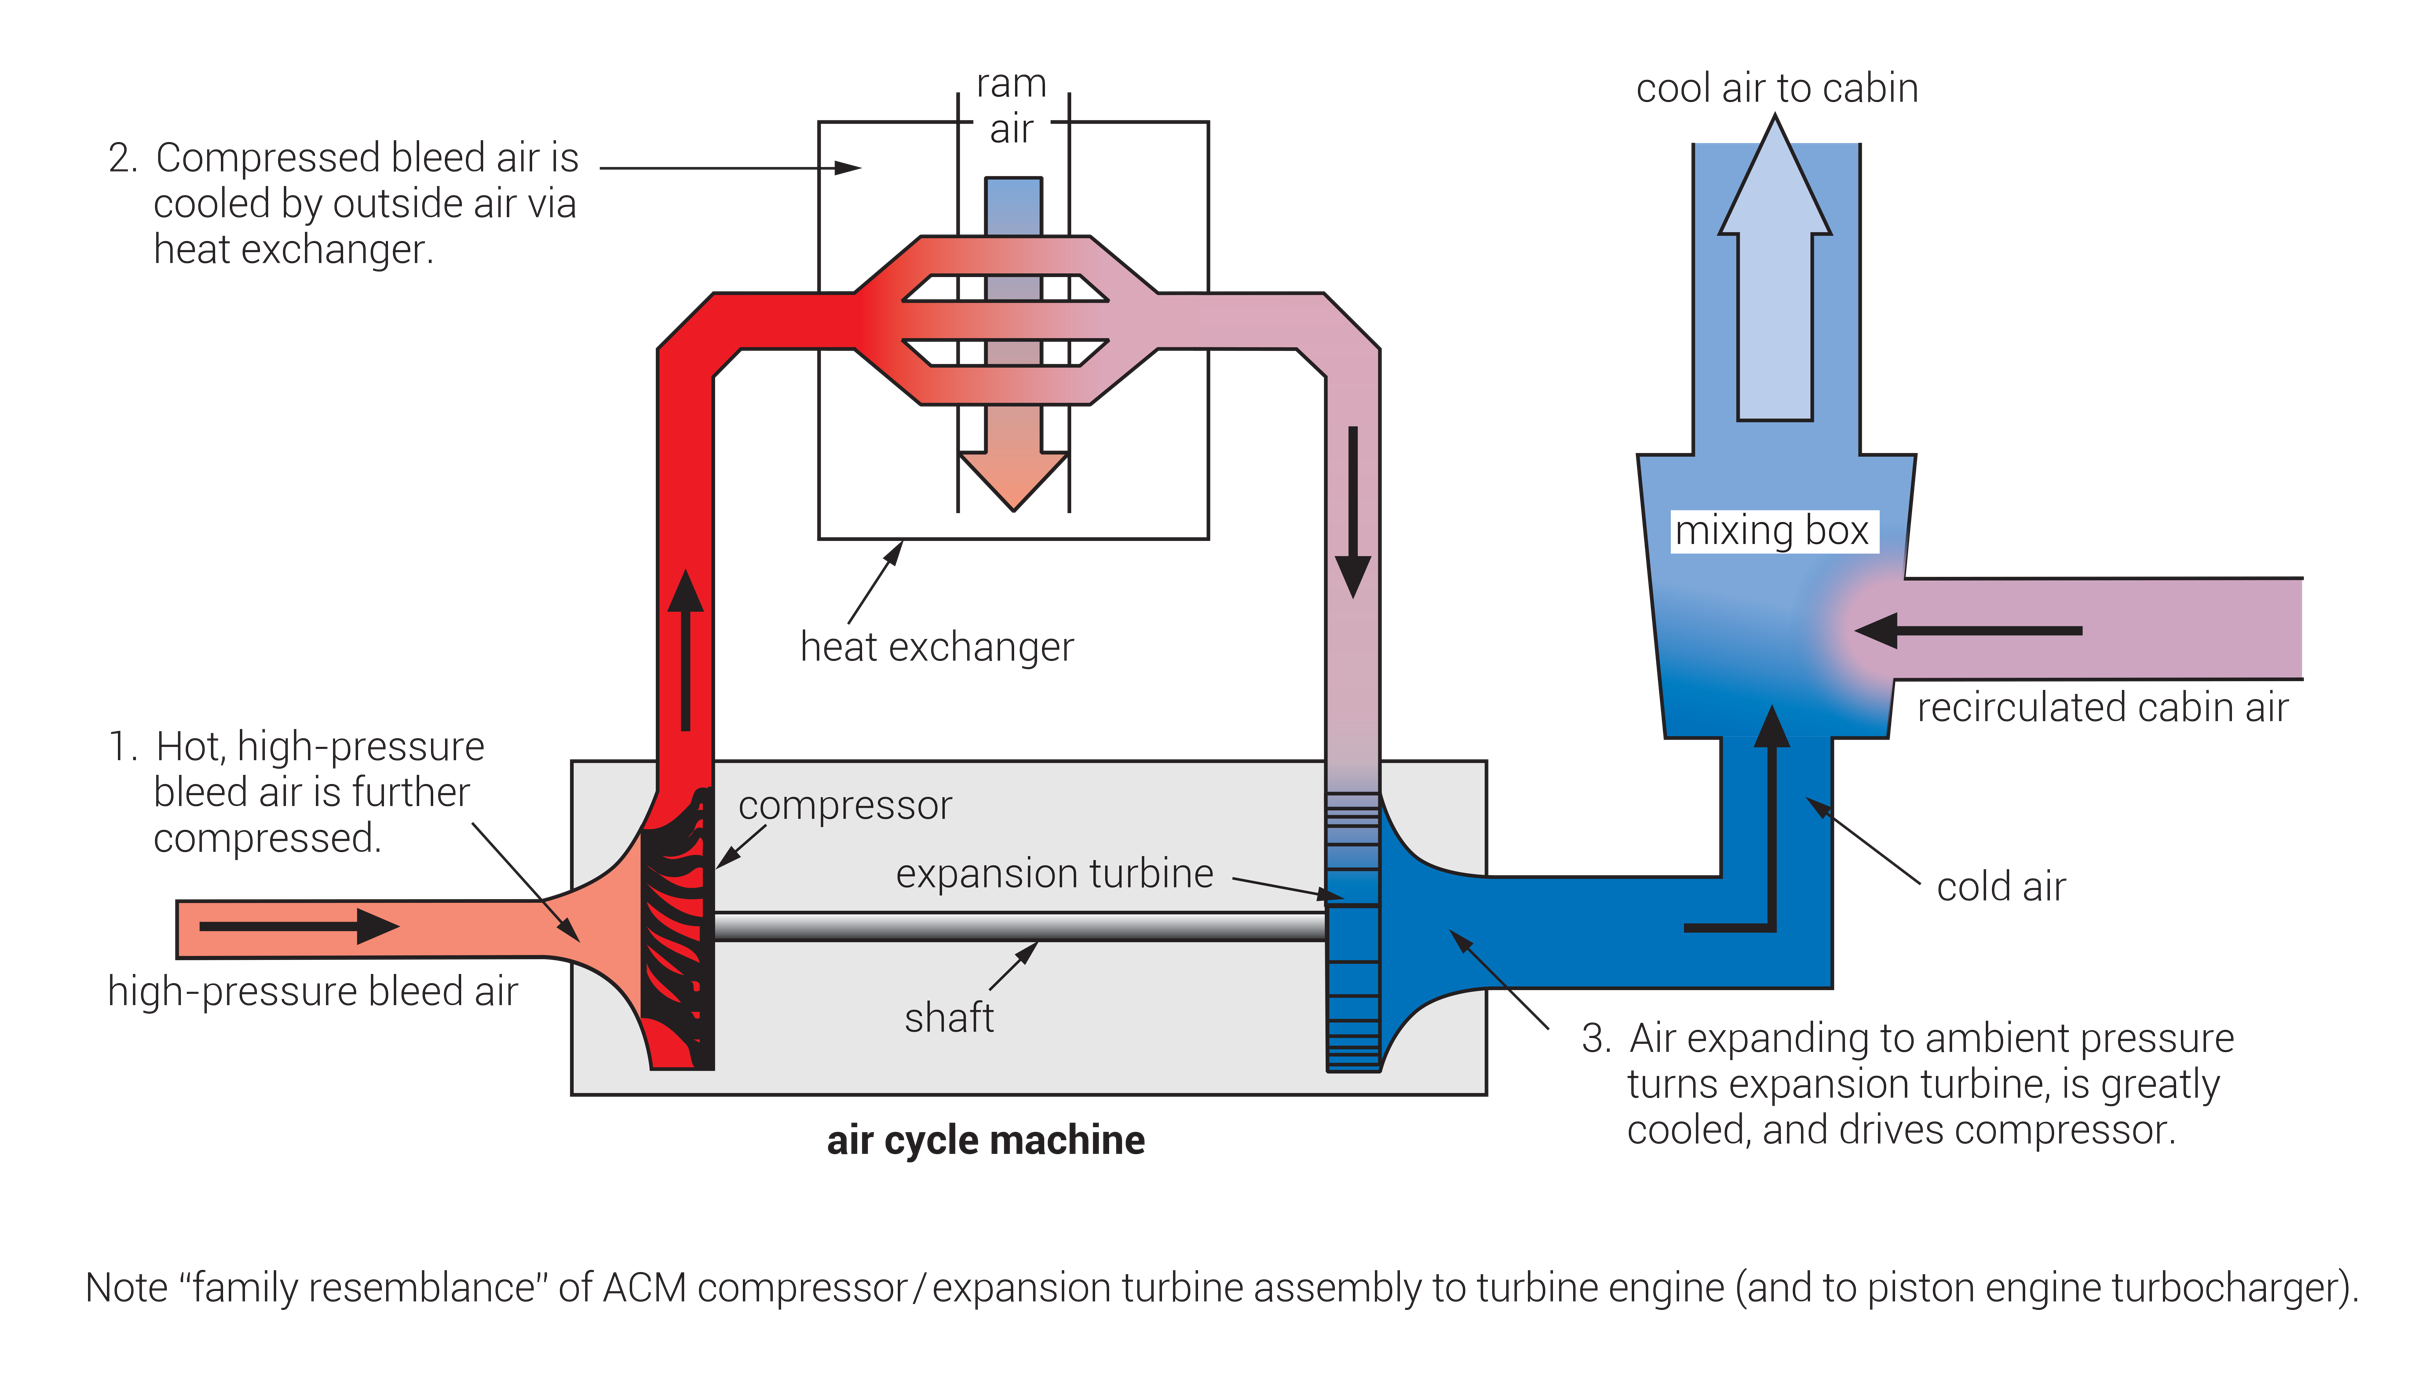 ram
air
cool air to cabin
2. Compressed bleed air is
cooled by outside air via
heat exchanger.
mixing box
heat exchanger
recirculated cabin air
1. Hot, high-pressure
bleed air is further
compressed.
compressor
expansion turbine
cold air
high-pressure bleed air
shaft
3. Air expanding to ambient pressure
turns expansion turbine, is greatly
cooled, and drives compressor.
air cycle machine
Note “family resemblance” of ACM compressor/expansion turbine assembly to turbine engine (and to piston engine turbocharger).